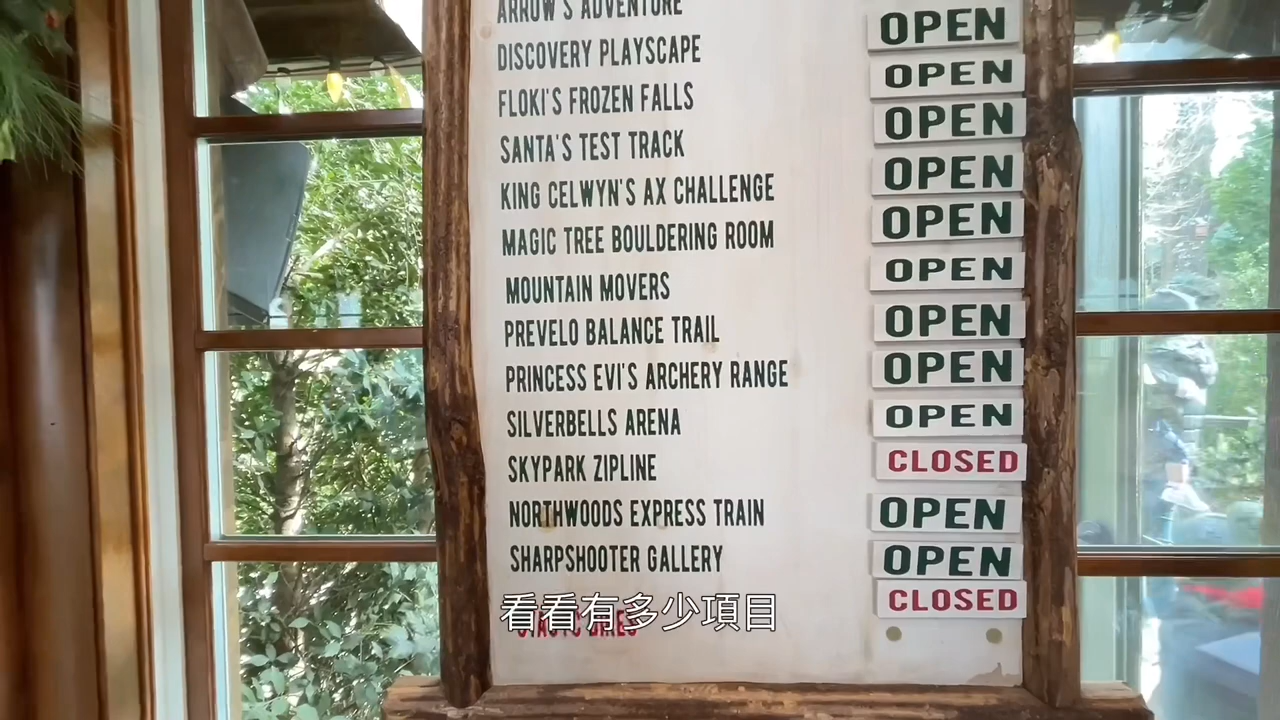 ARROW'S ADVENTURE OPEN
DISCOVERY PLAYSCAPE OPEN
FLOKI'S FROZEN FALLS OPEN
SANTA'S TEST TRACK OPEN
KING CELWYN'S AX CHALLENGE OPEN
MAGIC TREE BOULDERING ROOM OPEN
MOUNTAIN MOVERS OPEN
PREVELO BALANCE TRAIL OPEN
PRINCESS EVI'S ARCHERY RANGE OPEN
SILVERBELLS ARENA OPEN
SKYPARK ZIPLINE CLOSED
NORTHWOODS EXPRESS TRAIN OPEN
SHARPSHOOTER GALLERY OPEN
CLOSED
看看有多少項目